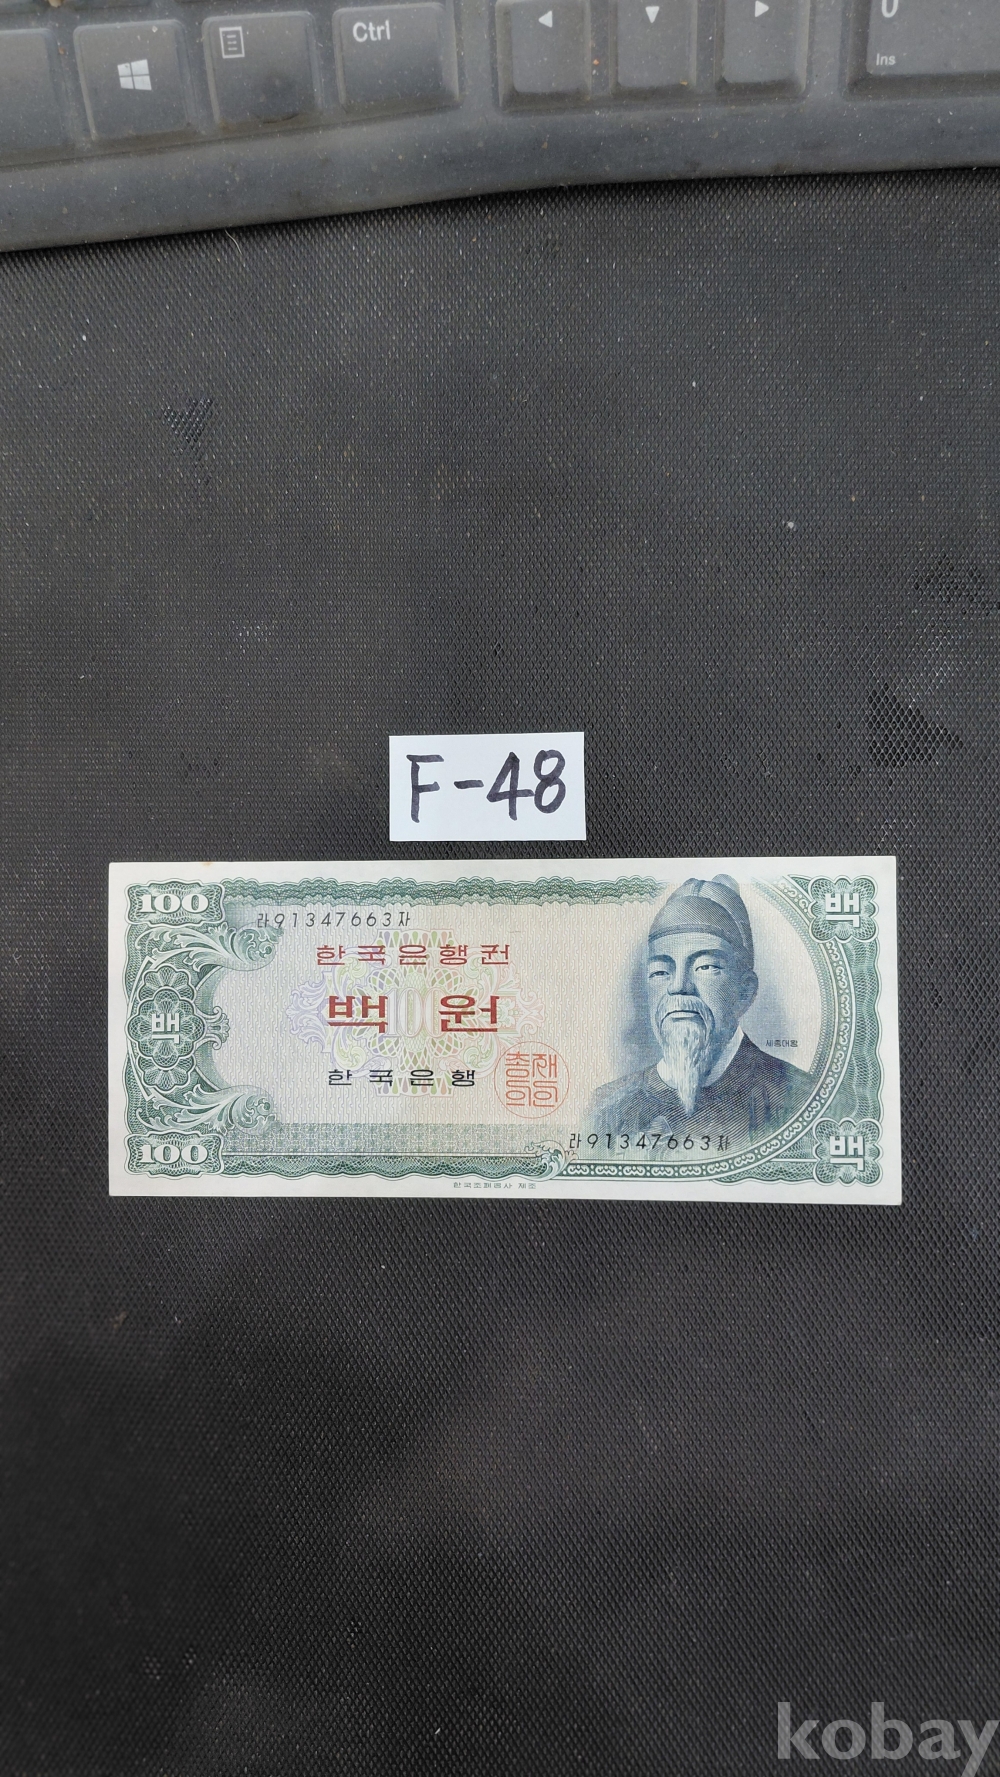 Ctrl
0
Ins
F-48
100
라91347663자
한국은행권
백
백원
100
세종대왕
백
한국은행
총재의인
라91347663자
100
백
한국조폐공사 제조
kobay